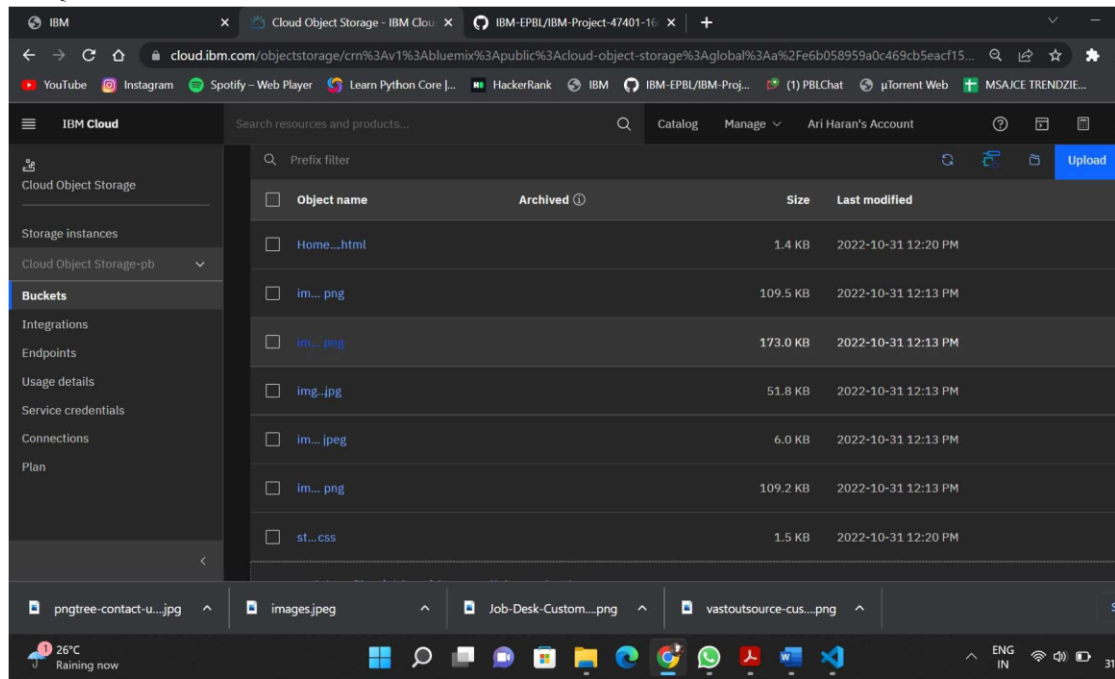 IBM
Cloud Object Storage - IBM Clou
IBM-EPBL/IBM-Project-47401-16
cloud.ibm.com/objectstorage/crn%3Av1%3Abluemix%3Apublic%3Acloud-object-storage%3Aglobal%3Aa%2Fe6b058959a0c469cb5eacf15...
YouTube Instagram Spotify – Web Player Learn Python Core |... HackerRank IBM IBM-EPBL/IBM-Proj... (1) PBLChat µTorrent Web MSAJCE TRENDZIE...
IBM Cloud Search resources and products... Catalog Manage Ari Haran's Account
Prefix filter Upload
Cloud Object Storage
Storage instances
Cloud Object Storage-pb
Buckets
Integrations
Endpoints
Usage details
Service credentials
Connections
Plan
Object name Archived Size Last modified
Home....html 1.4 KB 2022-10-31 12:20 PM
im... png 109.5 KB 2022-10-31 12:13 PM
im... png 173.0 KB 2022-10-31 12:13 PM
img..jpg 51.8 KB 2022-10-31 12:13 PM
im... jpeg 6.0 KB 2022-10-31 12:13 PM
im... png 109.2 KB 2022-10-31 12:13 PM
st...css 1.5 KB 2022-10-31 12:20 PM
pngtree-contact-u....jpg images.jpeg Job-Desk-Custom....png vastoutsource-cus....png
1 26°C
Raining now
ENG
IN
31